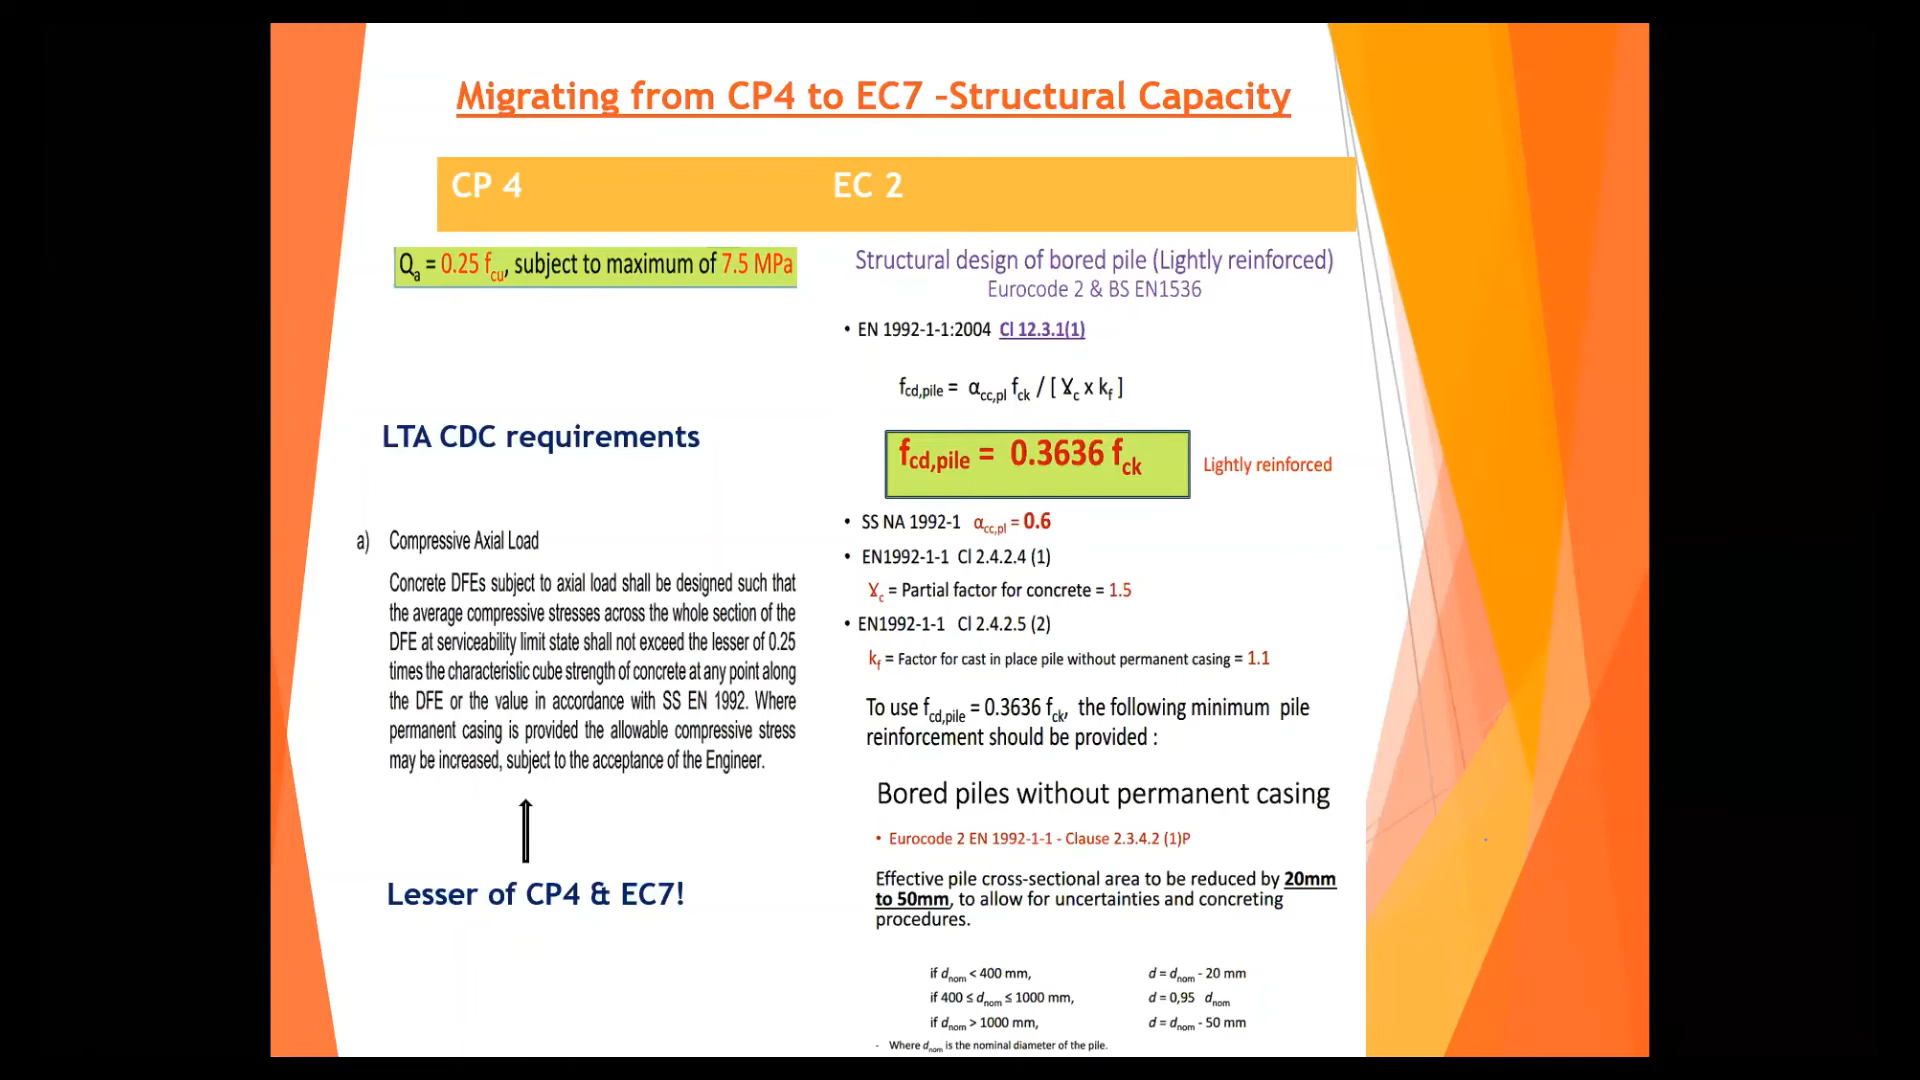 Migrating from CP4 to EC7 –Structural Capacity
CP 4
EC 2
Qa = 0.25 fcu, subject to maximum of 7.5 MPa
LTA CDC requirements
a) Compressive Axial Load
Concrete DFEs subject to axial load shall be designed such that
the average compressive stresses across the whole section of the
DFE at serviceability limit state shall not exceed the lesser of 0.25
times the characteristic cube strength of concrete at any point along
the DFE or the value in accordance with SS EN 1992. Where
permanent casing is provided the allowable compressive stress
may be increased, subject to the acceptance of the Engineer.
Lesser of CP4 & EC7!
Structural design of bored pile (Lightly reinforced)
Eurocode 2 & BS EN1536
• EN 1992-1-1:2004 Cl 12.3.1(1)
fcd,pile = αcc,pl fck / [ ɣc x kf ]
fcd,pile = 0.3636 fck
Lightly reinforced
• SS NA 1992-1 αcc,pl = 0.6
• EN1992-1-1 Cl 2.4.2.4 (1)
ɣc = Partial factor for concrete = 1.5
• EN1992-1-1 Cl 2.4.2.5 (2)
kf = Factor for cast in place pile without permanent casing = 1.1
To use fcd,pile = 0.3636 fck, the following minimum pile
reinforcement should be provided :
Bored piles without permanent casing
• Eurocode 2 EN 1992-1-1 - Clause 2.3.4.2 (1)P
Effective pile cross-sectional area to be reduced by 20mm
to 50mm, to allow for uncertainties and concreting
procedures.
if dnom < 400 mm, d = dnom - 20 mm
if 400 ≤ dnom ≤ 1000 mm, d = 0,95 dnom
if dnom > 1000 mm, d = dnom - 50 mm
- Where dnom is the nominal diameter of the pile.